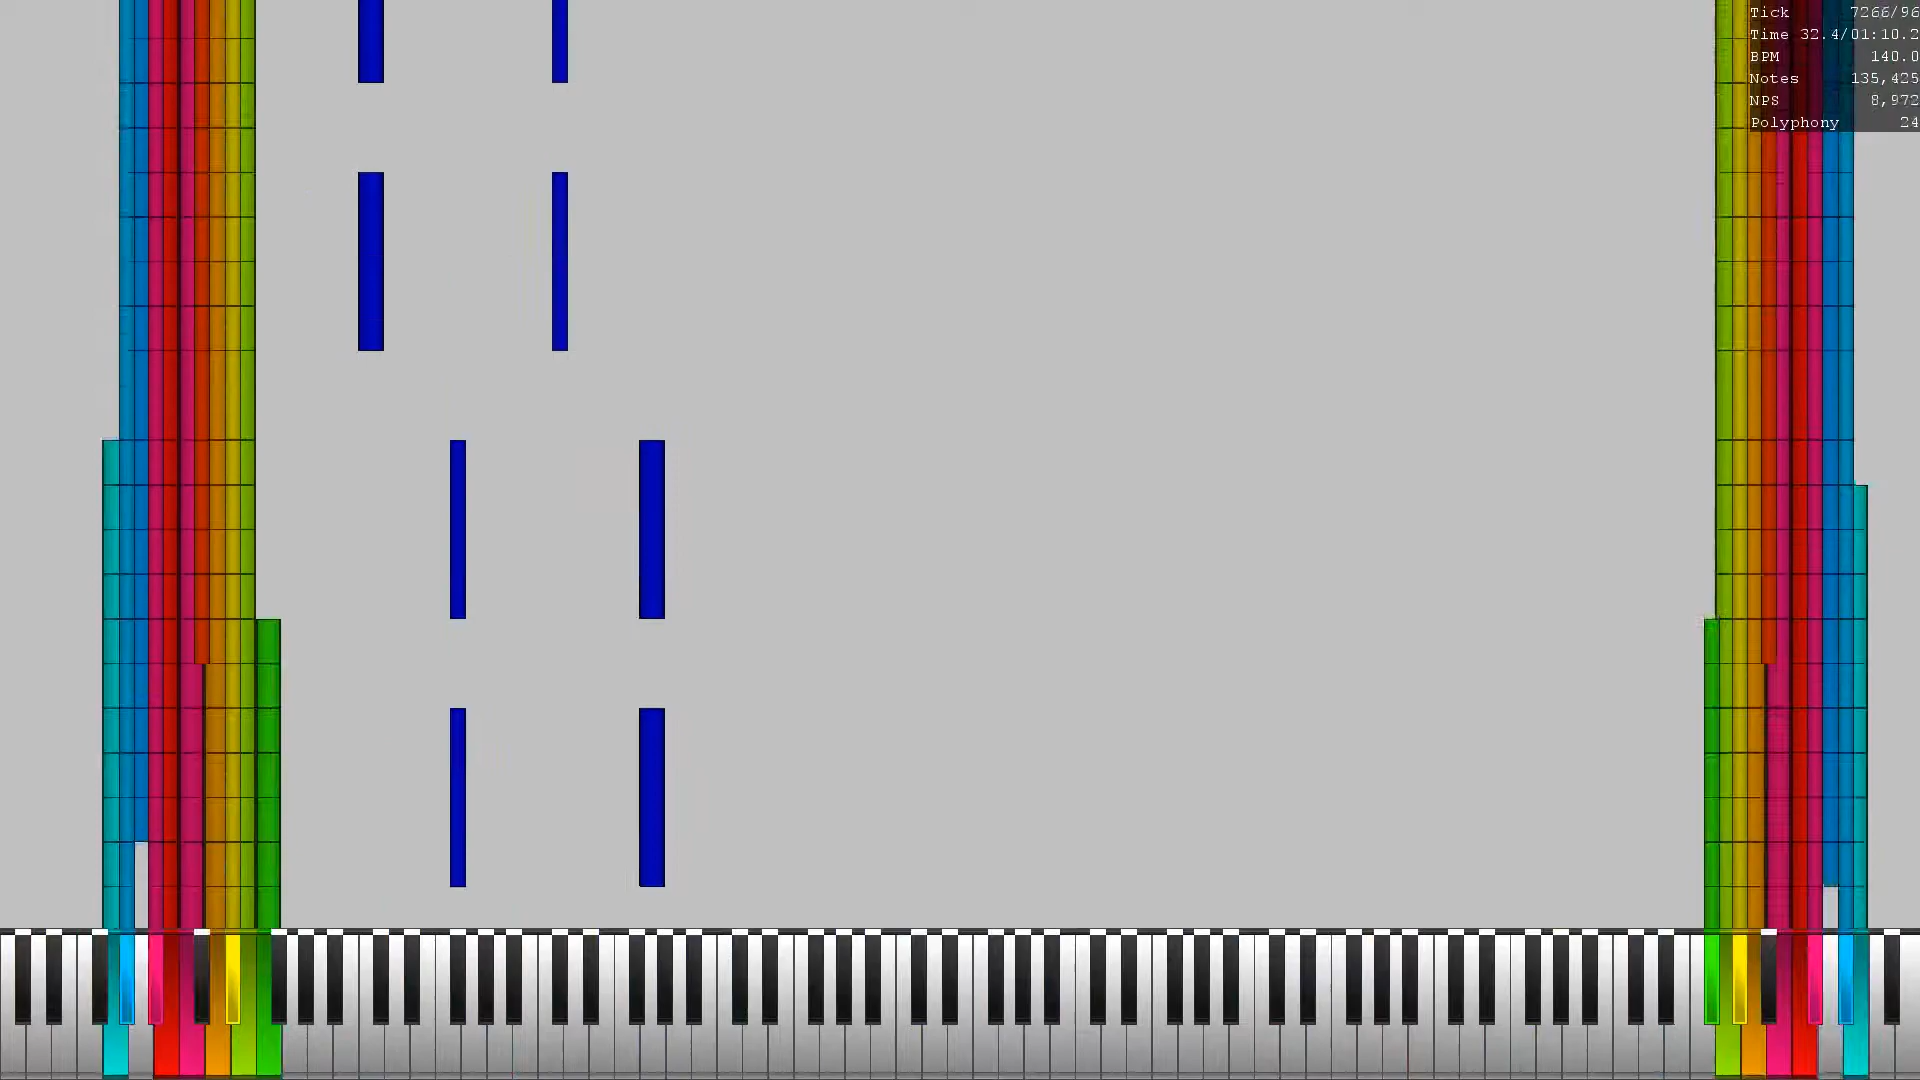 Tick 7266/96
Time 32.4/01:10.2
BPM 140.0
Notes 135,425
NPS 8,972
Polyphony 24